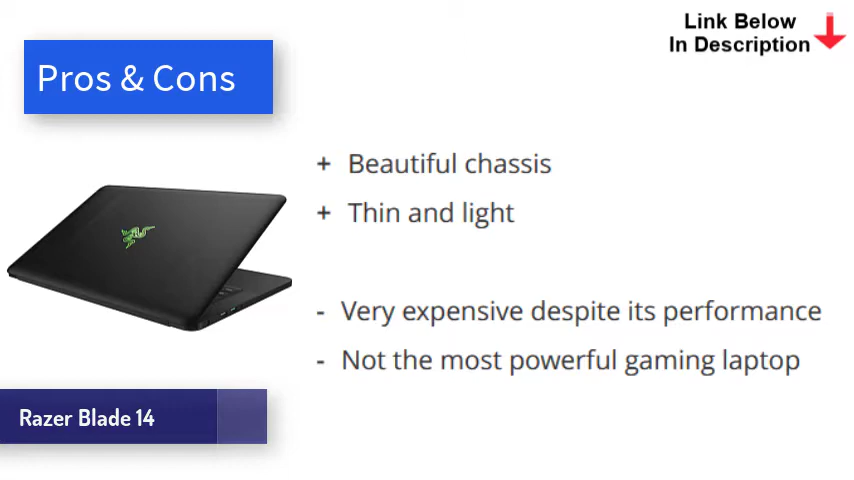 Link Below
In Description
Pros & Cons
+ Beautiful chassis
+ Thin and light
- Very expensive despite its performance
- Not the most powerful gaming laptop
Razer Blade 14